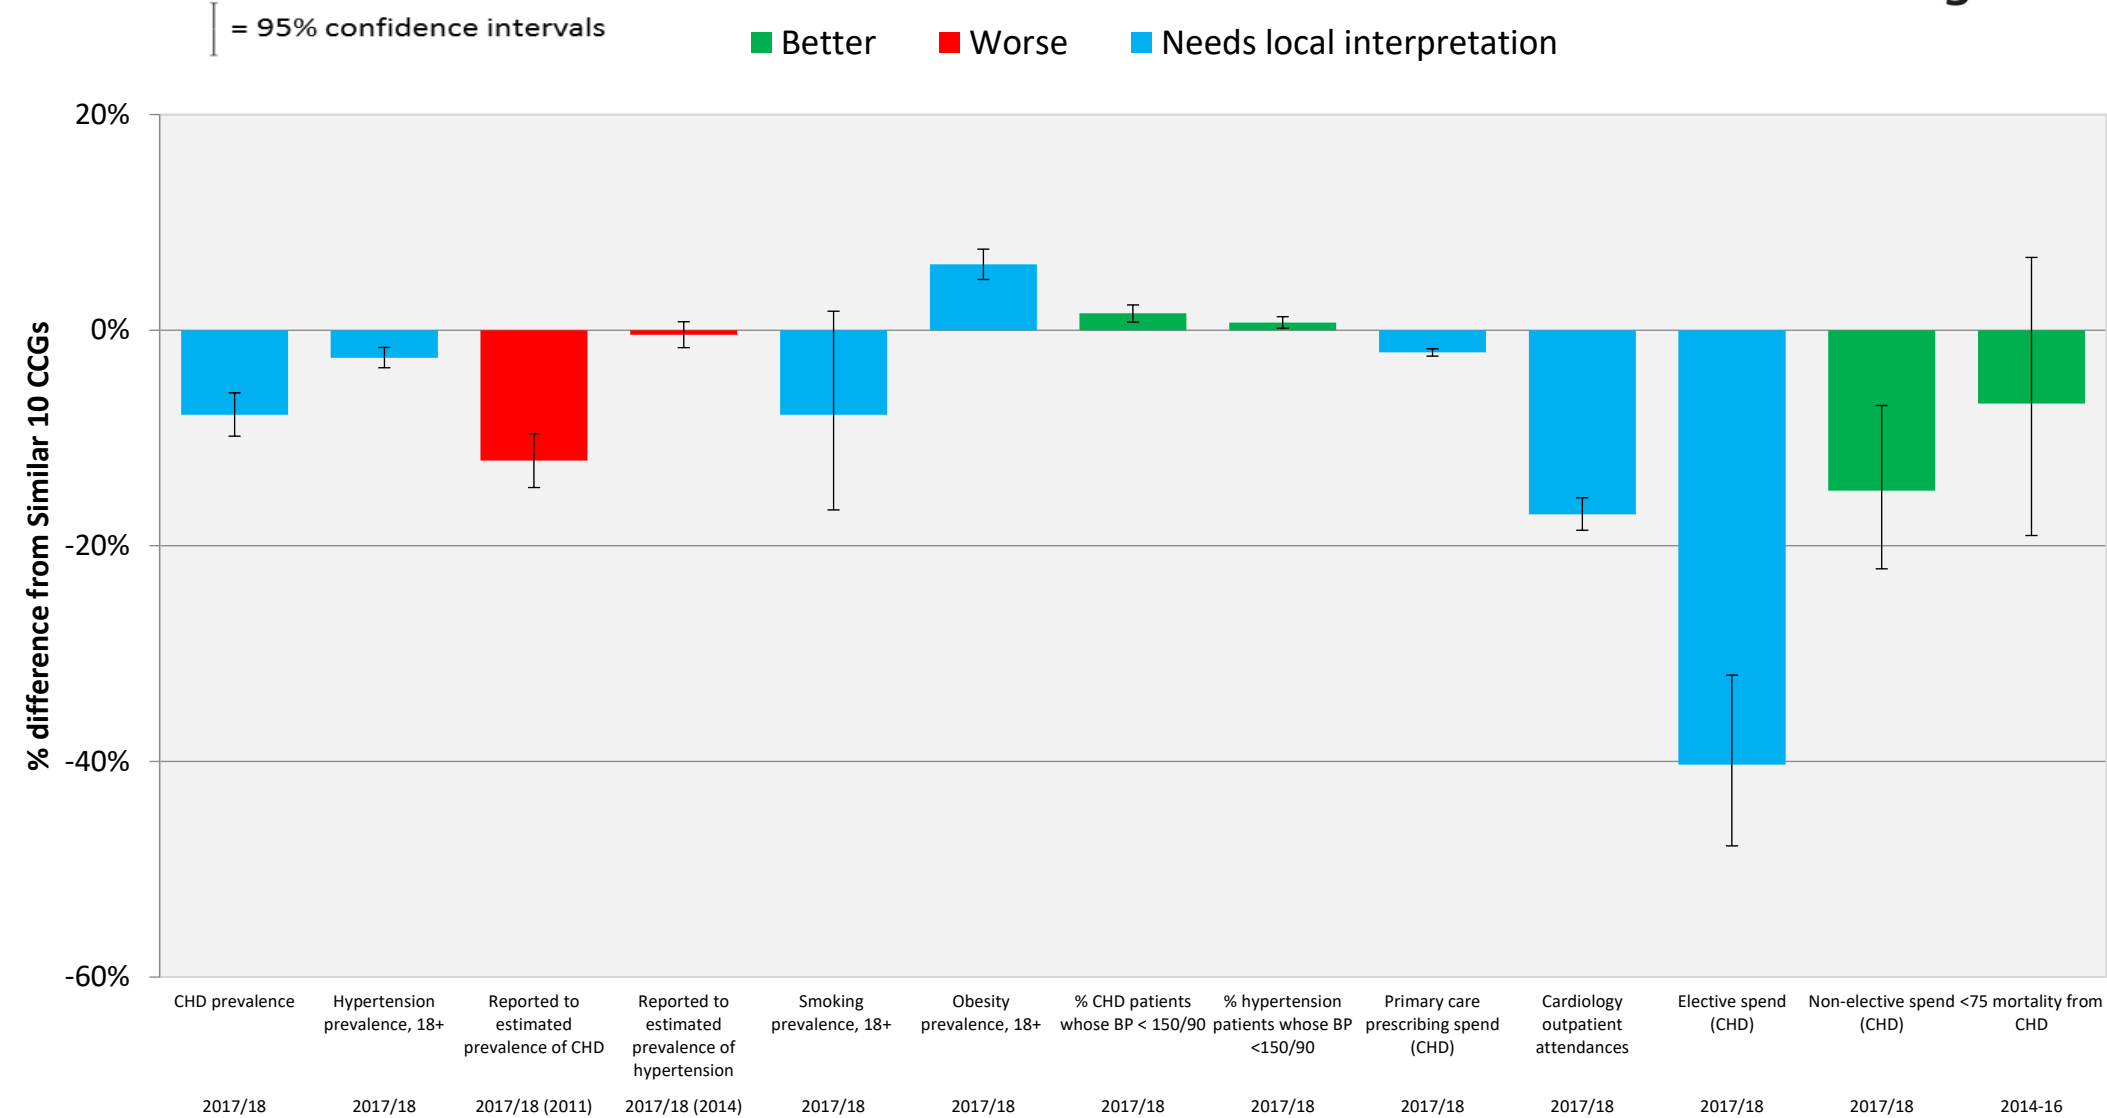 = 95% confidence intervals
Better
Worse
Needs local interpretation
% difference from Similar 10 CCGs
20%
0%
-20%
-40%
-60%
CHD prevalence
2017/18
Hypertension
prevalence, 18+
2017/18
Reported to
estimated
prevalence of CHD
2017/18 (2011)
Reported to
estimated
prevalence of
hypertension
2017/18 (2014)
Smoking
prevalence, 18+
2017/18
Obesity
prevalence, 18+
2017/18
% CHD patients
whose BP < 150/90
2017/18
% hypertension
patients whose BP
<150/90
2017/18
Primary care
prescribing spend
(CHD)
2017/18
Cardiology
outpatient
attendances
2017/18
Elective spend
(CHD)
2017/18
Non-elective spend
(CHD)
2017/18
<75 mortality from
CHD
2014-16